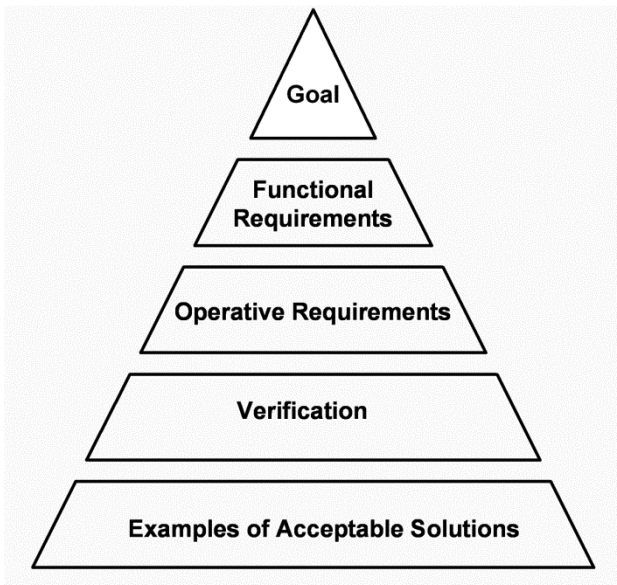 Goal
Functional
Requirements
Operative Requirements
Verification
Examples of Acceptable Solutions